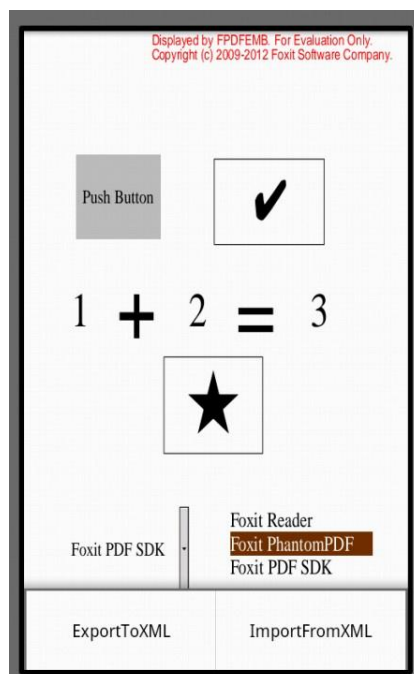 Displayed by FPDFEMB. For Evaluation Only.
Copyright (c) 2009-2012 Foxit Software Company.
Push Button
✔
1 + 2 = 3
★
Foxit PDF SDK
Foxit Reader
Foxit PhantomPDF
Foxit PDF SDK
ExportToXML
ImportFromXML